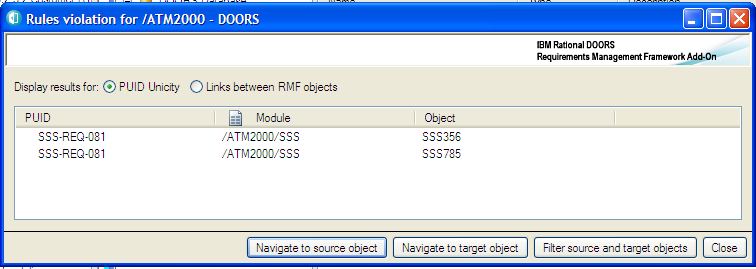 Rules violation for /ATM2000 - DOORS
IBM Rational DOORS
Requirements Management Framework Add-On
Display results for: PUID Unicity Links between RMF objects
PUID Module Object
SSS-REQ-081 /ATM2000/SSS SSS356
SSS-REQ-081 /ATM2000/SSS SSS785
Navigate to source object Navigate to target object Filter source and target objects Close